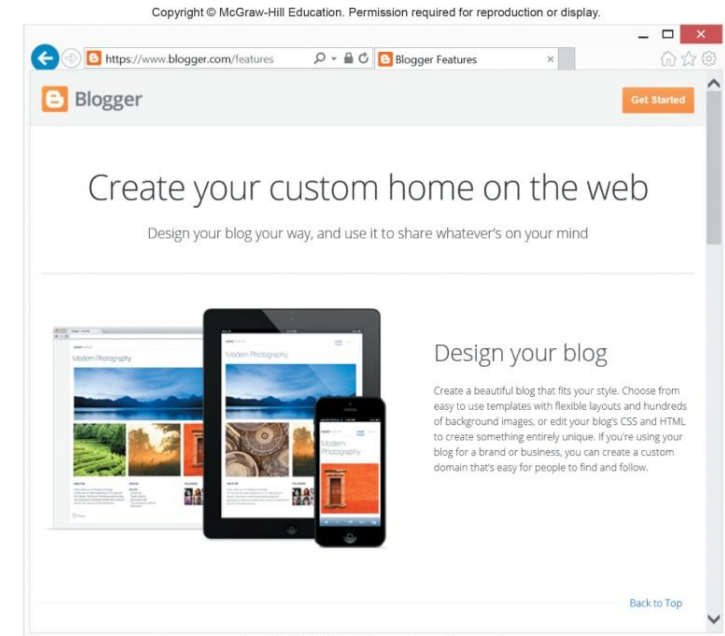 Copyright © McGraw-Hill Education. Permission required for reproduction or display.
https://www.blogger.com/features
Blogger Features
Blogger
Get Started
Create your custom home on the web
Design your blog your way, and use it to share whatever's on your mind
Modern Photography
Modern Photography
Modern
Photography
Design your blog
Create a beautiful blog that fits your style. Choose from
easy to use templates with flexible layouts and hundreds
of background images, or edit your blog's CSS and HTML
to create something entirely unique. If you're using your
blog for a brand or business, you can create a custom
domain that's easy for people to find and follow.
Back to Top